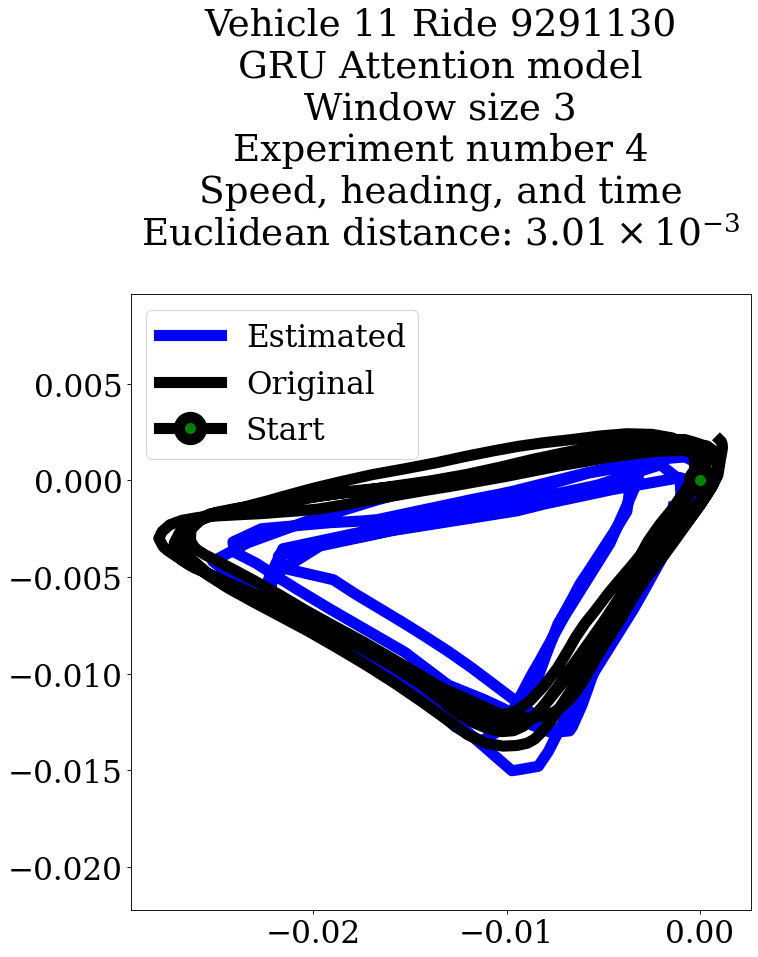 Vehicle 11 Ride 9291130
GRU Attention model
Window size 3
Experiment number 4
Speed, heading, and time
Euclidean distance: 3.01 × 10⁻³
Estimated
Original
Start
0.005
0.000
−0.005
−0.010
−0.015
−0.020
−0.02 −0.01 0.00